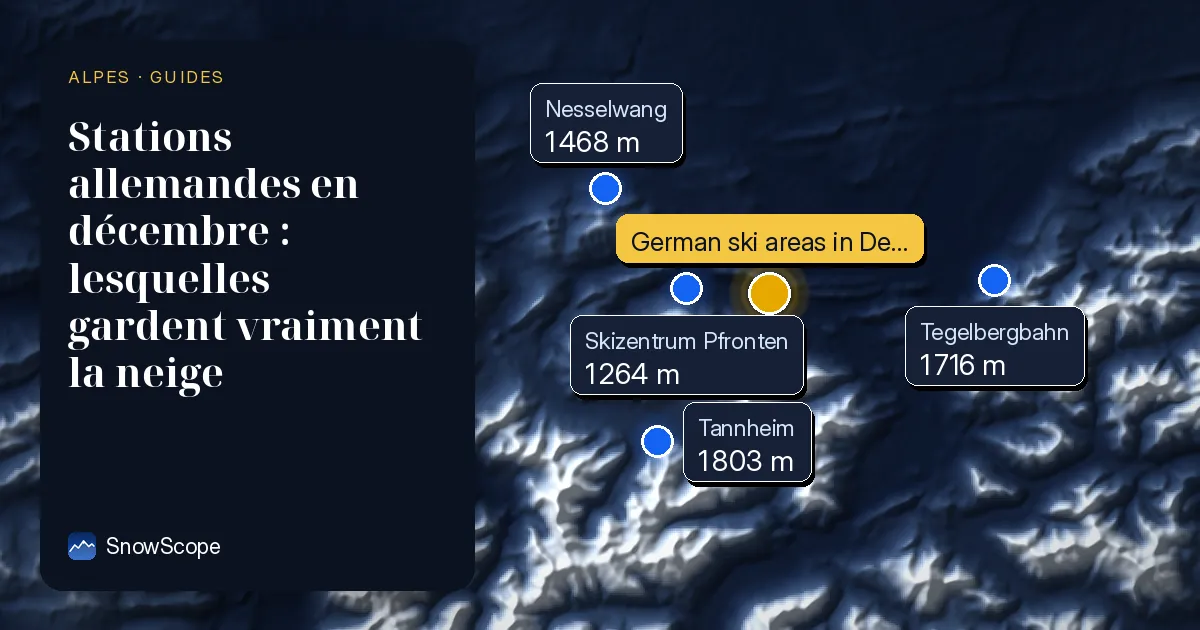 ALPES · GUIDES
Stations
allemandes en
décembre :
lesquelles
gardent vraiment
la neige
SnowScope
Nesselwang
1468 m
German ski areas in De...
Skizentrum Pfronten
1264 m
Tegelbergbahn
1716 m
Tannheim
1803 m